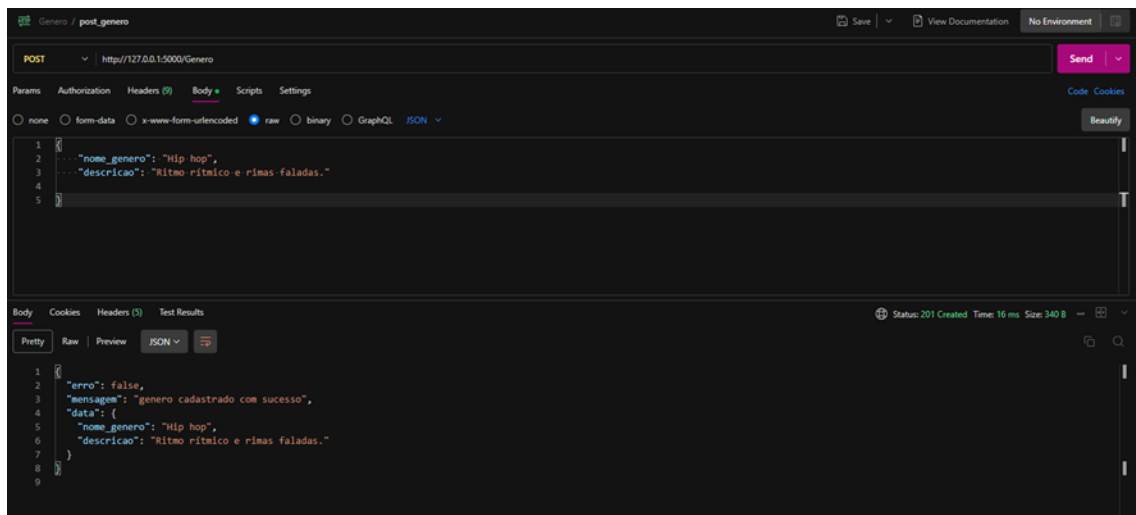 Genero / post_genero Save View Documentation No Environment
POST http://127.0.0.1:5000/Genero Send
Params Authorization Headers (9) Body Scripts Settings Code Cookies
none form-data x-www-form-urlencoded raw binary GraphQL JSON Beautify
1 {
2 ····"nome_genero":·"Hip·hop",
3 ····"descricao":·"Ritmo·rítmico·e·rimas·faladas."
4
5 }
Body Cookies Headers (5) Test Results Status: 201 Created Time: 16 ms Size: 340 B
Pretty Raw Preview JSON
1 {
2 "erro": false,
3 "mensagem": "genero cadastrado com sucesso",
4 "data": {
5 "nome_genero": "Hip hop",
6 "descricao": "Ritmo rítmico e rimas faladas."
7 }
8 }
9